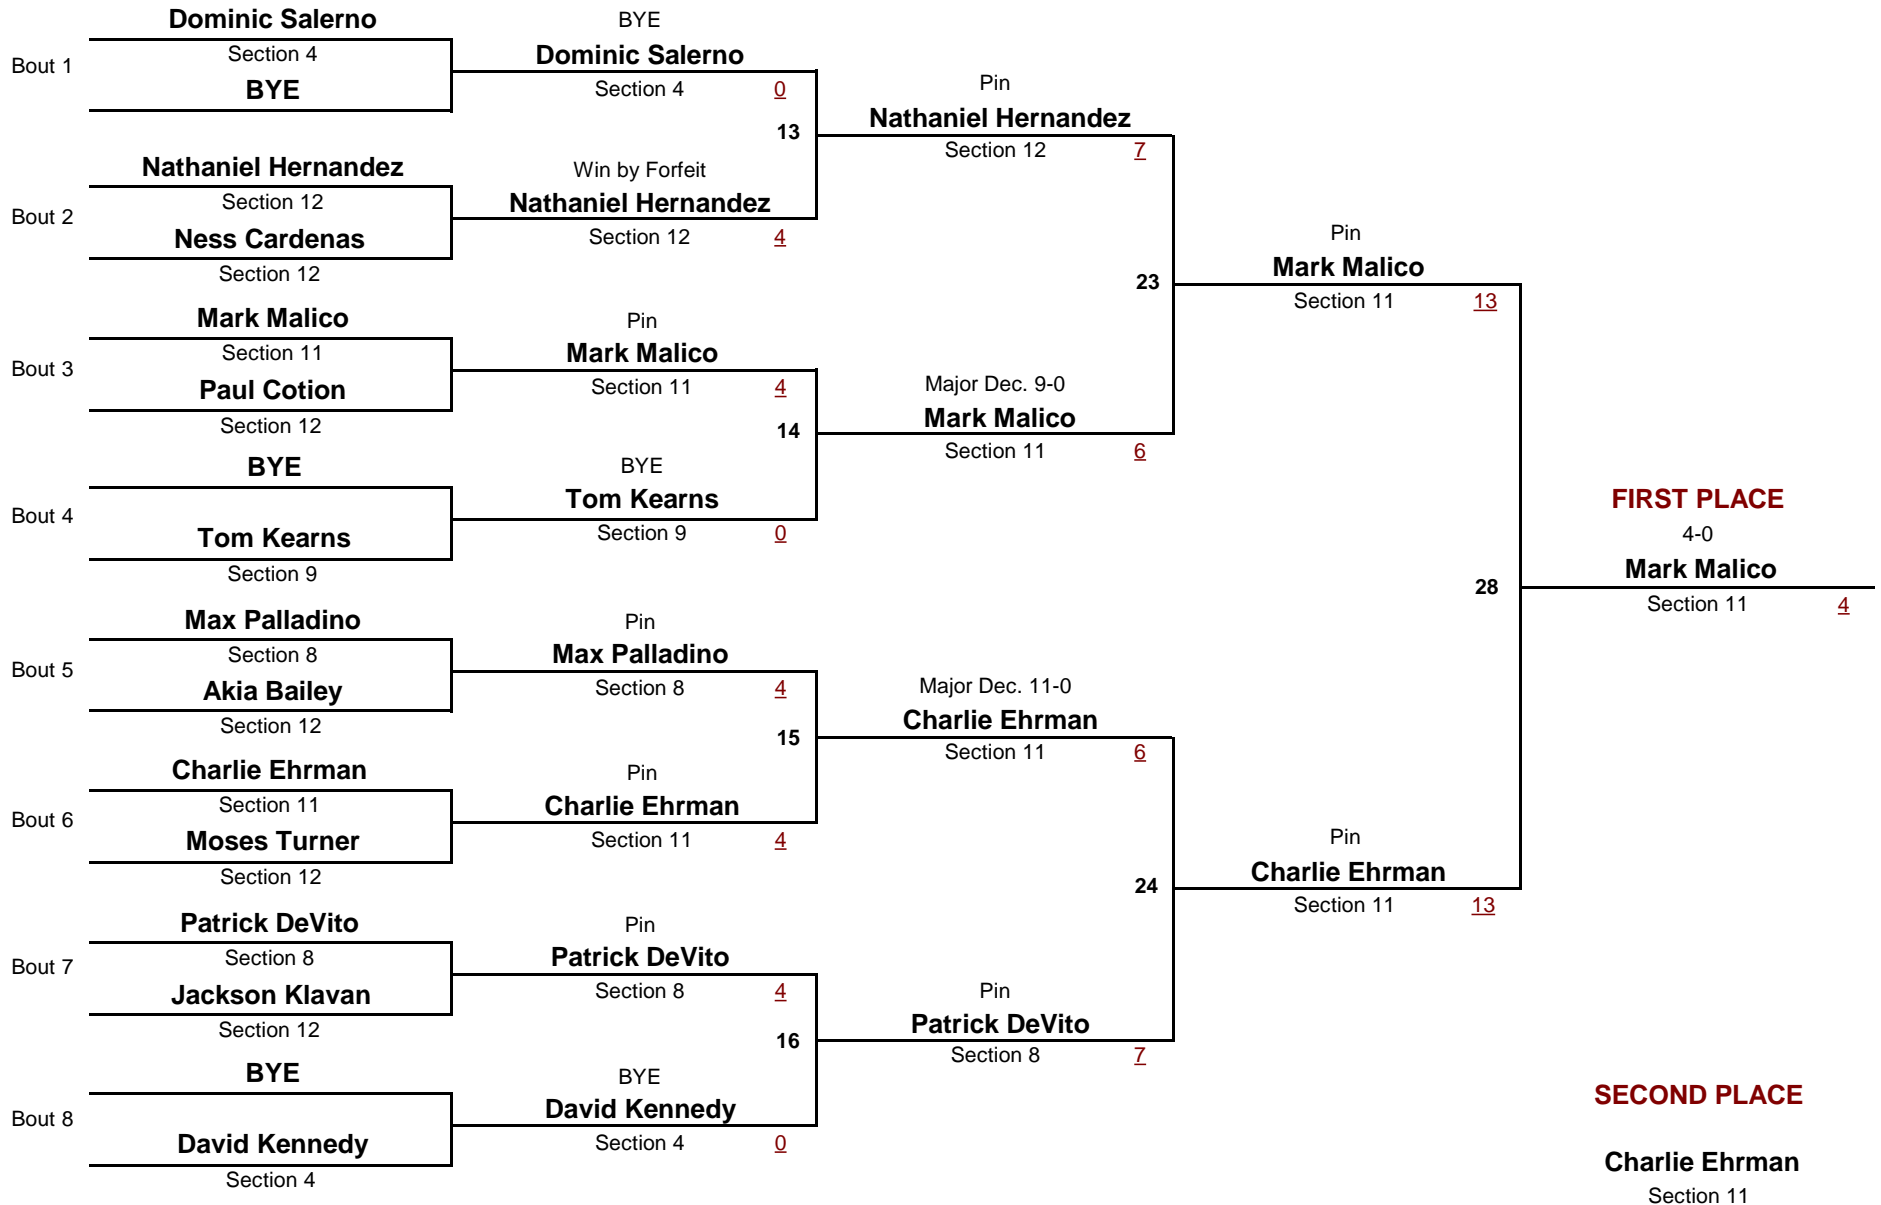 Dominic Salerno
Section 4
Bout 1
BYE
Nathaniel Hernandez
Section 12
Bout 2
Ness Cardenas
Section 12
Mark Malico
Section 11
Bout 3
Paul Cotion
Section 12
BYE
Bout 4
Tom Kearns
Section 9
Max Palladino
Section 8
Bout 5
Akia Bailey
Section 12
Charlie Ehrman
Section 11
Bout 6
Moses Turner
Section 12
Patrick DeVito
Section 8
Bout 7
Jackson Klavan
Section 12
BYE
Bout 8
David Kennedy
Section 4
BYE
Dominic Salerno
Section 4 0
13
Win by Forfeit
Nathaniel Hernandez
Section 12 4
Pin
Mark Malico
Section 11 4
14
BYE
Tom Kearns
Section 9 0
Pin
Max Palladino
Section 8 4
15
Pin
Charlie Ehrman
Section 11 4
Pin
Patrick DeVito
Section 8 4
16
BYE
David Kennedy
Section 4 0
Pin
Nathaniel Hernandez
Section 12 7
23
Major Dec. 9-0
Mark Malico
Section 11 6
Major Dec. 11-0
Charlie Ehrman
Section 11 6
24
Pin
Patrick DeVito
Section 8 7
Pin
Mark Malico
Section 11 13
28
Pin
Charlie Ehrman
Section 11 13
FIRST PLACE
4-0
Mark Malico
Section 11 4
SECOND PLACE
Charlie Ehrman
Section 11